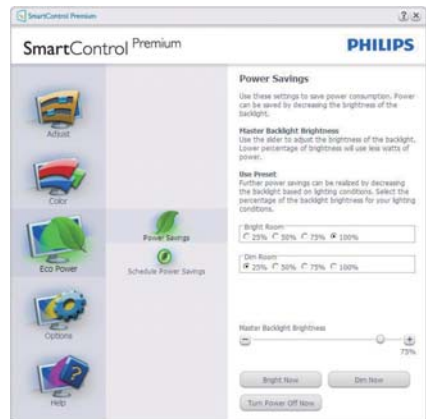 SmartControl Premium
SmartControl Premium
PHILIPS
Adjust
Color
Eco Power
Options
Help
Power Savings
Schedule Power Savings
Power Savings
Use these settings to save power consumption. Power
can be saved by decreasing the brightness of the
backlight.
Master Backlight Brightness
Use the slider to adjust the brightness of the backlight.
Lower percentage of brightness will use less watts of
power.
Use Preset
Further power savings can be realized by decreasing
the backlight based on lighting conditions. Select the
percentage of the backlight brightness for your lighting
conditions.
Bright Room
25% 50% 75% 100%
Dim Room
25% 50% 75% 100%
Master Backlight Brightness
75%
Bright Now Dim Now
Turn Power Off Now